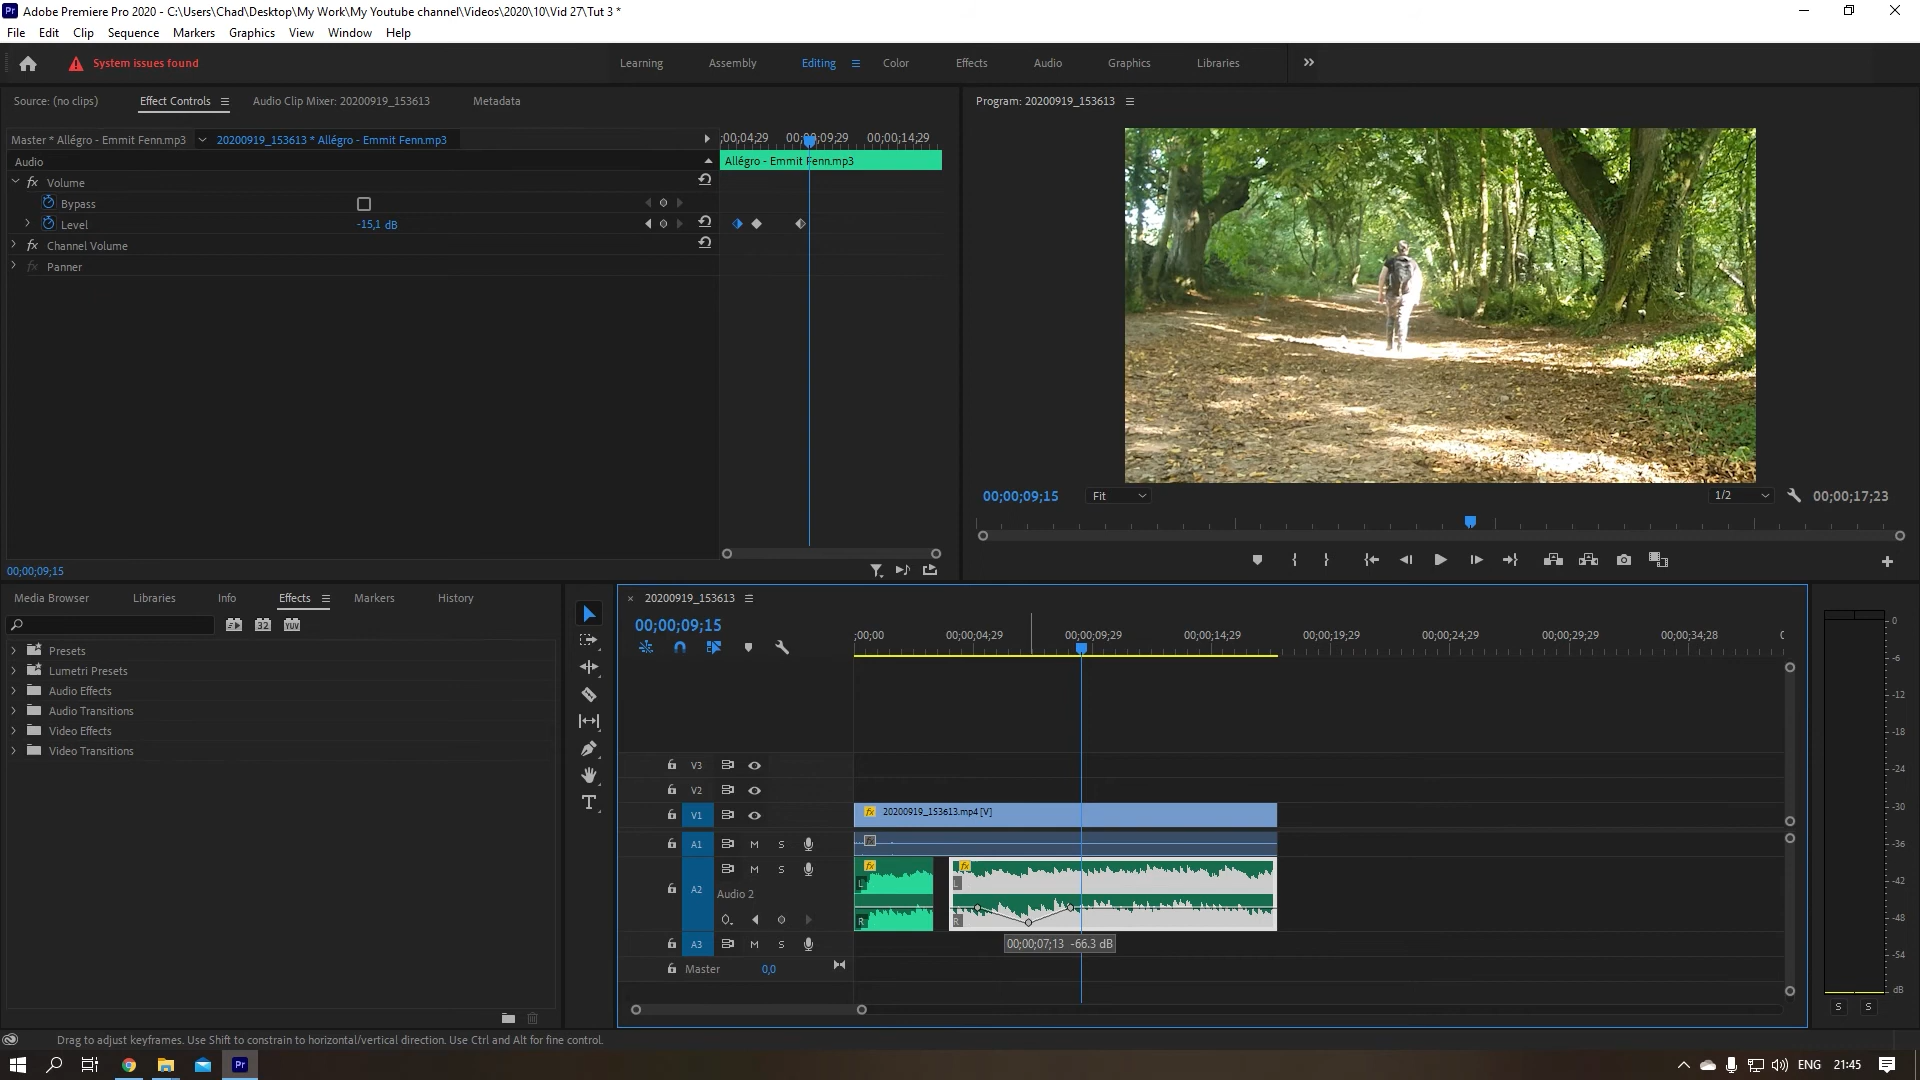 Adobe Premiere Pro 2020 - C:\Users\Chad\Desktop\My Work\My Youtube channel\Videos\2020\10\Vid 27\Tut 3 *
File Edit Clip Sequence Markers Graphics View Window Help
System issues found
Learning Assembly Editing Color Effects Audio Graphics Libraries
Source: (no clips) Effect Controls Audio Clip Mixer: 20200919_153613 Metadata
Program: 20200919_153613
Master * Allégro - Emmit Fenn.mp3 20200919_153613 * Allégro - Emmit Fenn.mp3
;00;04;29 00;00;09;29 00;00;14;29
Audio
Allégro - Emmit Fenn.mp3
fx Volume
Bypass
Level -15,1 dB
fx Channel Volume
fx Panner
00;00;09;15 Fit 1/2 00;00;17;23
00;00;09;15
Media Browser Libraries Info Effects Markers History
32 YUV
Presets
Lumetri Presets
Audio Effects
Audio Transitions
Video Effects
Video Transitions
20200919_153613
00;00;09;15
;00;00 00;00;04;29 00;00;09;29 00;00;14;29 00;00;19;29 00;00;24;29 00;00;29;29 00;00;34;28
V3
V2
V1 fx 20200919_153613.mp4 [V]
A1 M S fx
M S fx fx
A2 Audio 2
L L
R R
A3 M S
00;00;07;13 -66.3 dB
Master 0,0
0
-6
-12
-18
-24
-30
-36
-42
-48
-54
dB
S S
Drag to adjust keyframes. Use Shift to constrain to horizontal/vertical direction. Use Ctrl and Alt for fine control.
Pr ENG 21:45